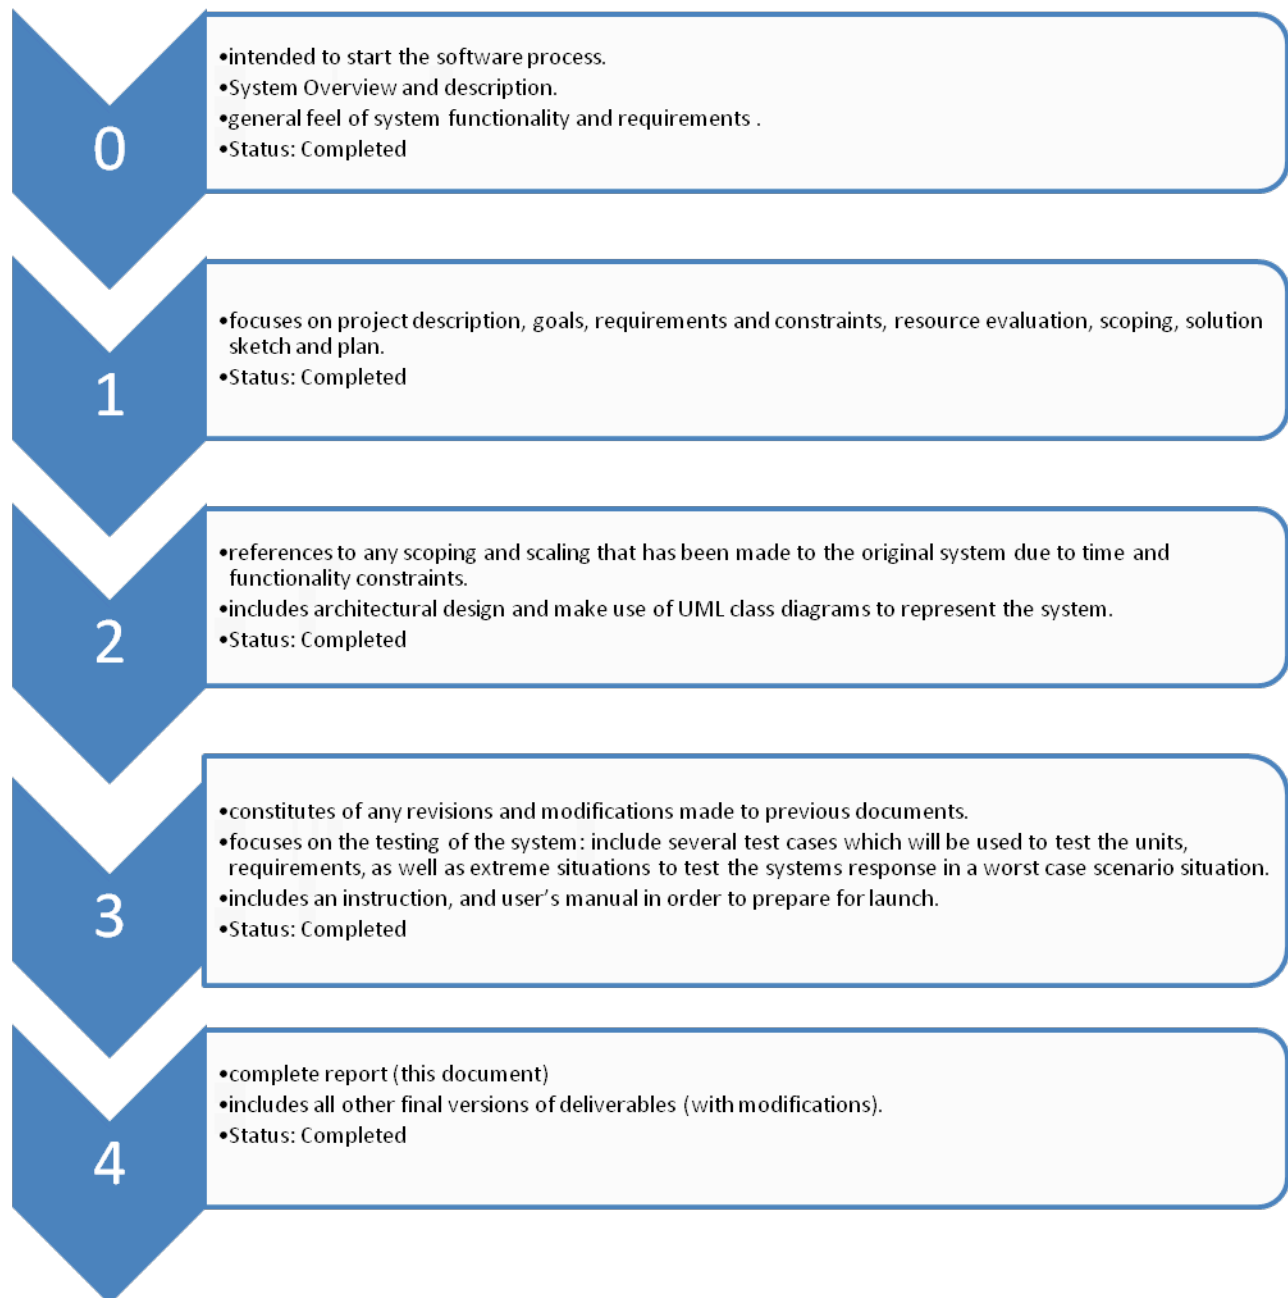 0
•intended to start the software process.
•System Overview and description.
•general feel of system functionality and requirements .
•Status: Completed
1
•focuses on project description, goals, requirements and constraints, resource evaluation, scoping, solution
sketch and plan.
•Status: Completed
2
•references to any scoping and scaling that has been made to the original system due to time and
functionality constraints.
•includes architectural design and make use of UML class diagrams to represent the system.
•Status: Completed
3
•constitutes of any revisions and modifications made to previous documents.
•focuses on the testing of the system: include several test cases which will be used to test the units,
requirements, as well as extreme situations to test the systems response in a worst case scenario situation.
•includes an instruction, and user’s manual in order to prepare for launch.
•Status: Completed
4
•complete report (this document)
•includes all other final versions of deliverables (with modifications).
•Status: Completed